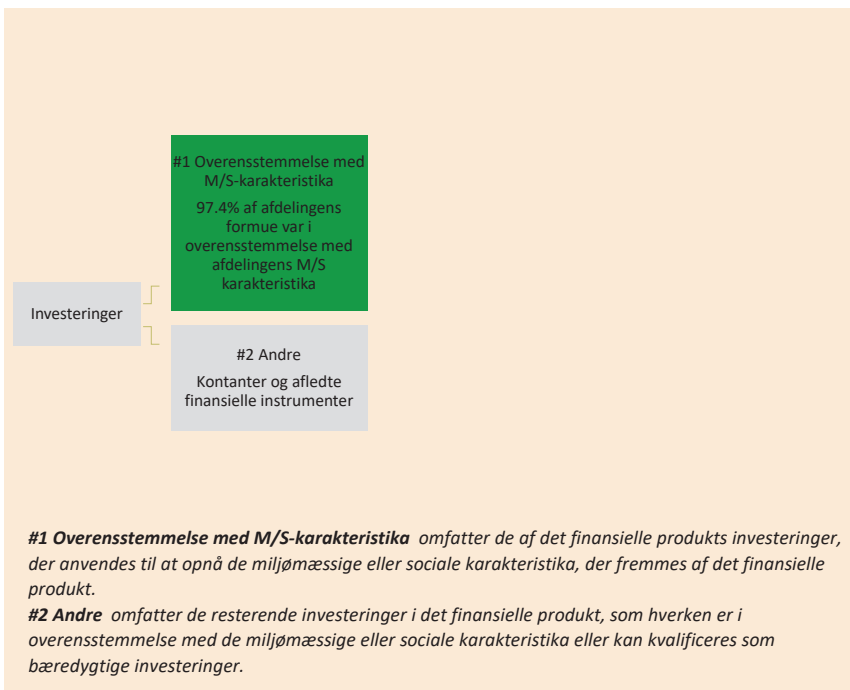 #1 Overensstemmelse med
M/S-karakteristika
97.4% af afdelingens
formue var i
overensstemmelse med
afdelingens M/S
karakteristika
Investeringer
#2 Andre
Kontanter og afledte
finansielle instrumenter
#1 Overensstemmelse med M/S-karakteristika omfatter de af det finansielle produkts investeringer,
der anvendes til at opnå de miljømæssige eller sociale karakteristika, der fremmes af det finansielle
produkt.
#2 Andre omfatter de resterende investeringer i det finansielle produkt, som hverken er i
overensstemmelse med de miljømæssige eller sociale karakteristika eller kan kvalificeres som
bæredygtige investeringer.